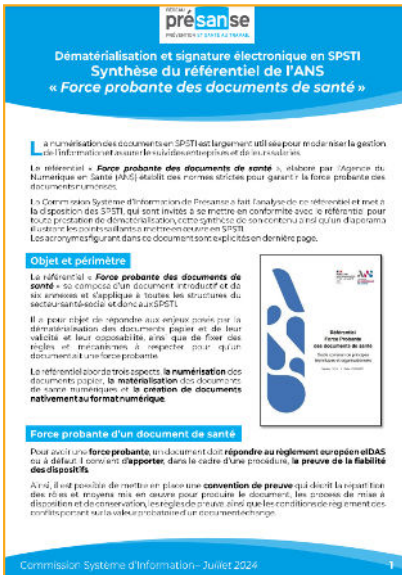 RÉSEAU
présanse
PRÉVENTION ET SANTÉ AU TRAVAIL
Dématérialisation et signature électronique en SPSTI
Synthèse du référentiel de l'ANS
« Force probante des documents de santé »
La numérisation des documents en SPSTI est largement utilisée pour moderniser la gestion
de l'information et assurer le suivi des entreprises et de leurs salariés.
Le référentiel « Force probante des documents de santé », élaboré par l'Agence du
Numérique en Santé (ANS) établit des normes strictes pour garantir la force probante des
documents numérisés.
La Commission Système d'Information de Présanse a fait l'analyse de ce référentiel et met à
la disposition des SPSTI, qui sont invités à se mettre en conformité avec le référentiel pour
toute prestation de dématérialisation, cette synthèse de son contenu ainsi qu'un diaporama
illustrant les points saillants à mettre en œuvre en SPSTI.
Les acronymes figurant dans ce document sont explicités en dernière page.
Objet et périmètre
Le référentiel « Force probante des documents de
santé » se compose d'un document introductif et de
six annexes et s'applique à toutes les structures du
secteur santé-social et donc aux SPSTI.
Il a pour objet de répondre aux enjeux posés par la
dématérialisation des documents papier et de leur
validité et leur opposabilité, ainsi que de fixer des
règles et mécanismes à respecter pour qu'un
document ait une force probante.
Le référentiel aborde trois aspects, la numérisation des
documents papier, la matérialisation des documents
de santé numériques et la création de documents
nativement au format numérique.
Référentiel
Force Probante
des documents de santé
Force probante d'un document de santé
Pour avoir une force probante, un document doit répondre au règlement européen eIDAS
ou à défaut il convient d'apporter, dans le cadre d'une procédure, la preuve de la fiabilité
des dispositifs.
Ainsi, il est possible de mettre en place une convention de preuve qui décrit la répartition
des rôles et moyens mis en œuvre pour produire le document, les process de mise à
disposition et de conservation, les règles de preuve ainsi que les conditions de règlement des
conflits portant sur la valeur probatoire d'un document échangé.
Commission Système d'Information – Juillet 2024
1